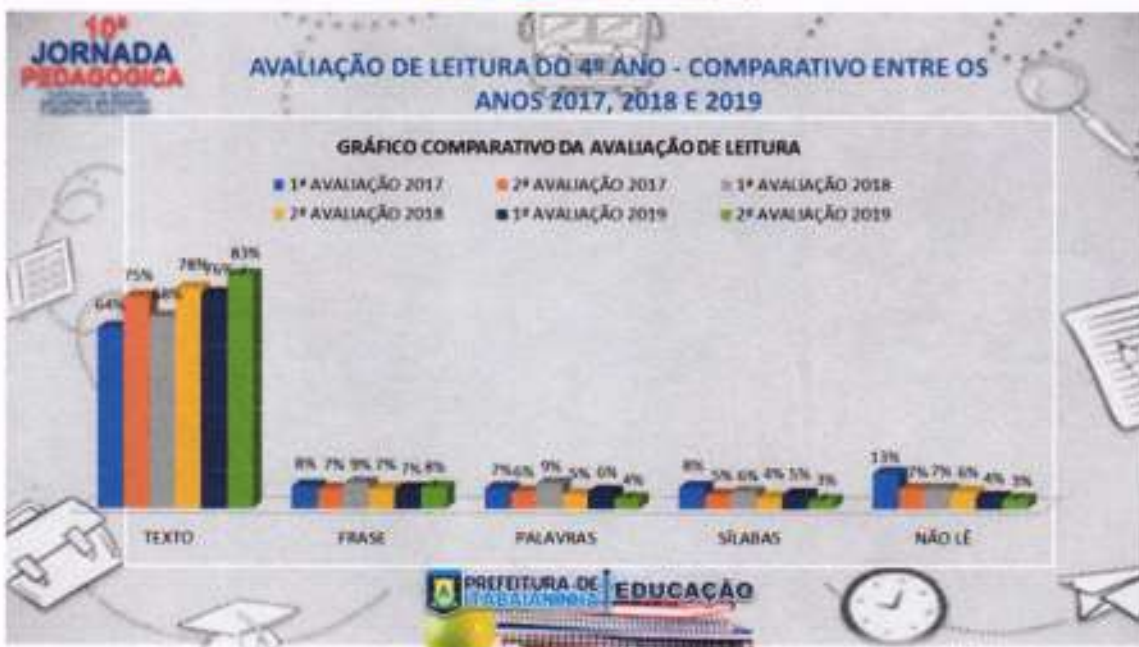 10ª
JORNADA
PEDAGÓGICA
AVALIAÇÃO DE LEITURA DO 4º ANO - COMPARATIVO ENTRE OS
ANOS 2017, 2018 E 2019
GRÁFICO COMPARATIVO DA AVALIAÇÃO DE LEITURA
1ª AVALIAÇÃO 2017 2ª AVALIAÇÃO 2017 1ª AVALIAÇÃO 2018
2ª AVALIAÇÃO 2018 1ª AVALIAÇÃO 2019 2ª AVALIAÇÃO 2019
64% 75% 68% 78% 76% 83%
8% 7% 9% 7% 7% 8%
7% 6% 9% 5% 6% 4%
8% 5% 6% 4% 5% 3%
13% 7% 7% 6% 4% 3%
TEXTO FRASE PALAVRAS SÍLABAS NÃO LÊ
PREFEITURA DE
ITABAIANINHA
EDUCAÇÃO